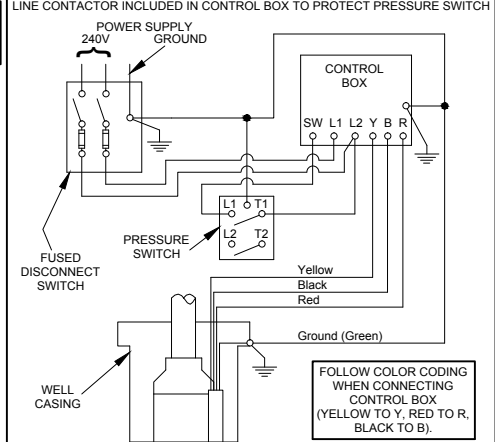 LINE CONTACTOR INCLUDED IN CONTROL BOX TO PROTECT PRESSURE SWITCH
POWER SUPPLY
240V
GROUND
CONTROL
BOX
SW L1 L2 Y B R
L1 T1
L2 T2
PRESSURE
SWITCH
FUSED
DISCONNECT
SWITCH
Yellow
Black
Red
Ground (Green)
WELL
CASING
FOLLOW COLOR CODING
WHEN CONNECTING
CONTROL BOX
(YELLOW TO Y, RED TO R,
BLACK TO B).